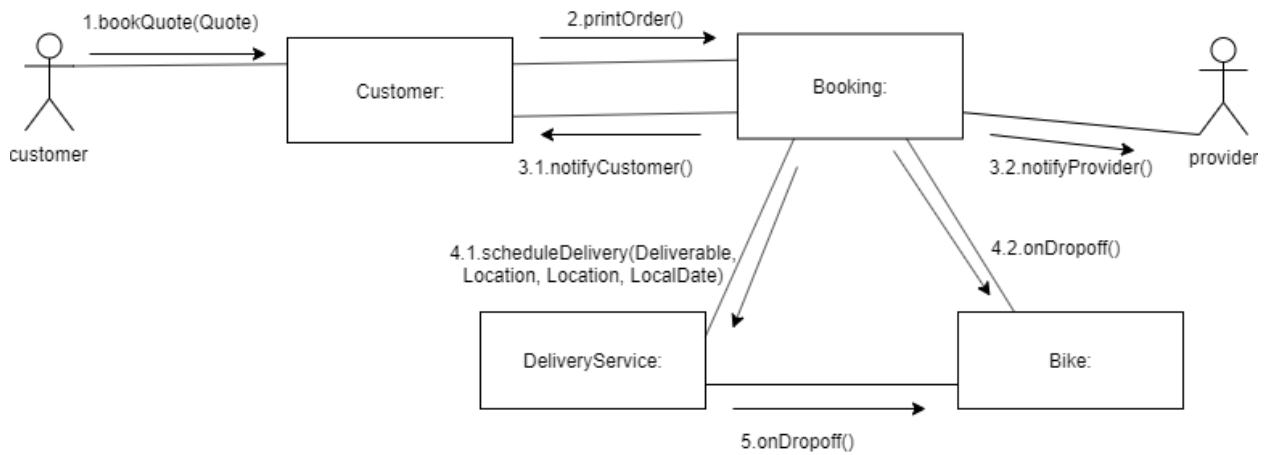 1.bookQuote(Quote)
2.printOrder()
Customer:
Booking:
customer
3.1.notifyCustomer()
3.2.notifyProvider()
provider
4.1.scheduleDelivery(Deliverable,
Location, Location, LocalDate)
4.2.onDropoff()
DeliveryService:
Bike:
5.onDropoff()